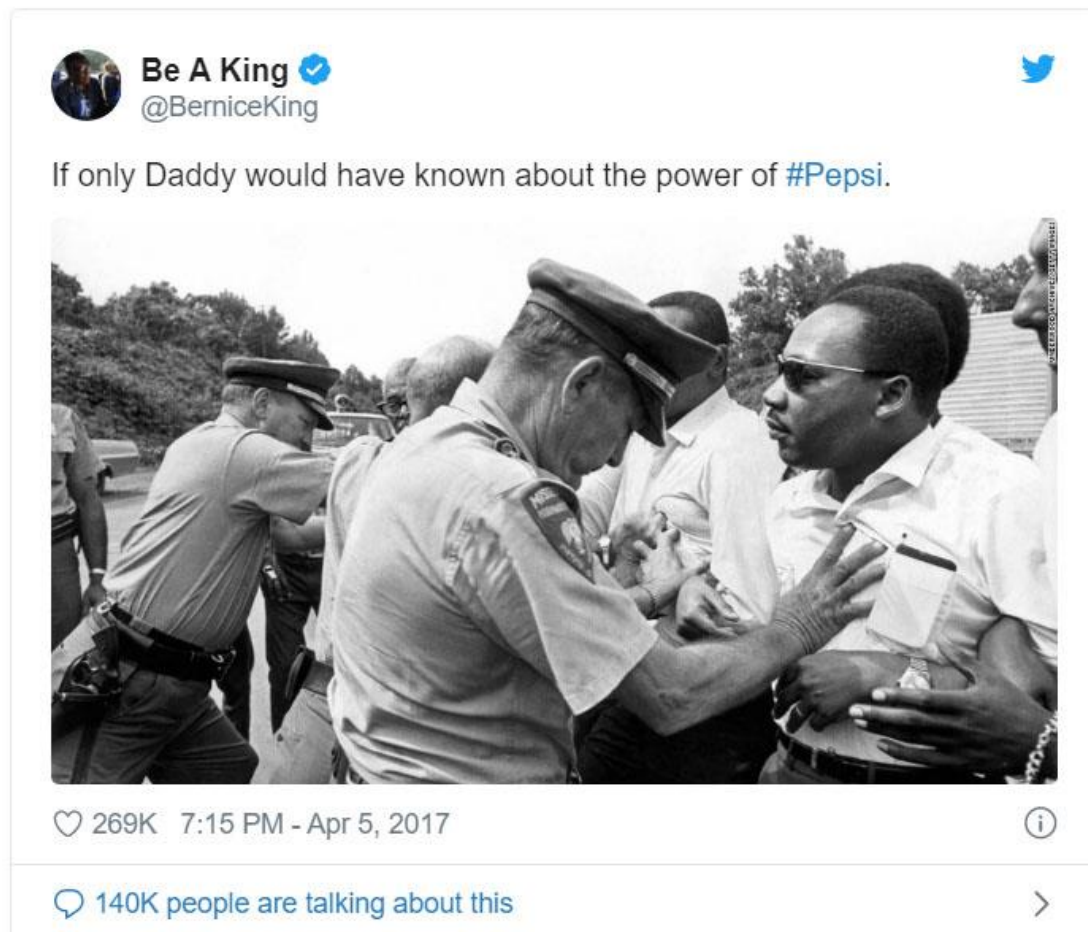 Be A King
@BerniceKing
If only Daddy would have known about the power of #Pepsi.
269K 7:15 PM - Apr 5, 2017
140K people are talking about this